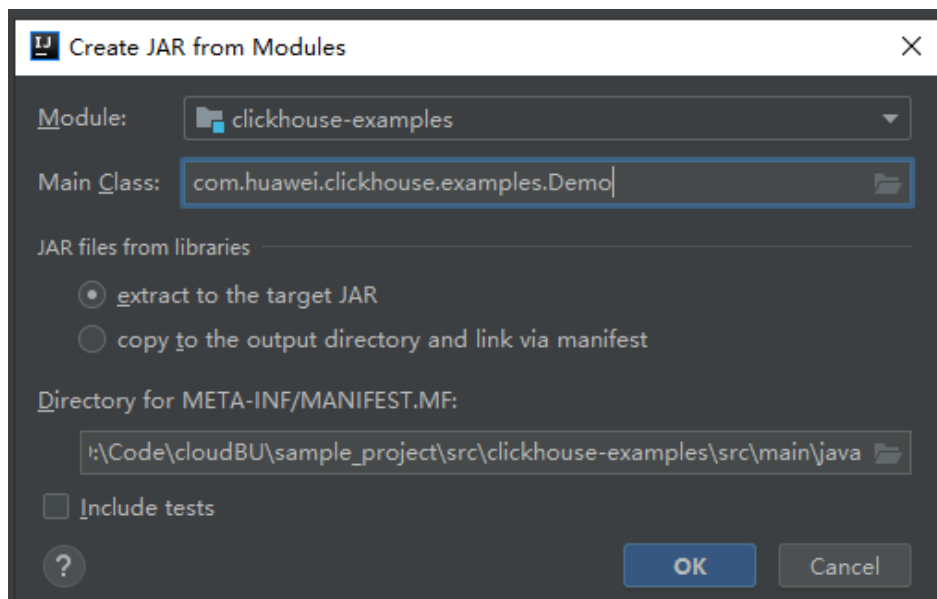 IJ Create JAR from Modules
Module: clickhouse-examples
Main Class: com.huawei.clickhouse.examples.Demo
JAR files from libraries
extract to the target JAR
copy to the output directory and link via manifest
Directory for META-INF/MANIFEST.MF:
:\Code\cloudBU\sample_project\src\clickhouse-examples\src\main\java
Include tests
? OK Cancel